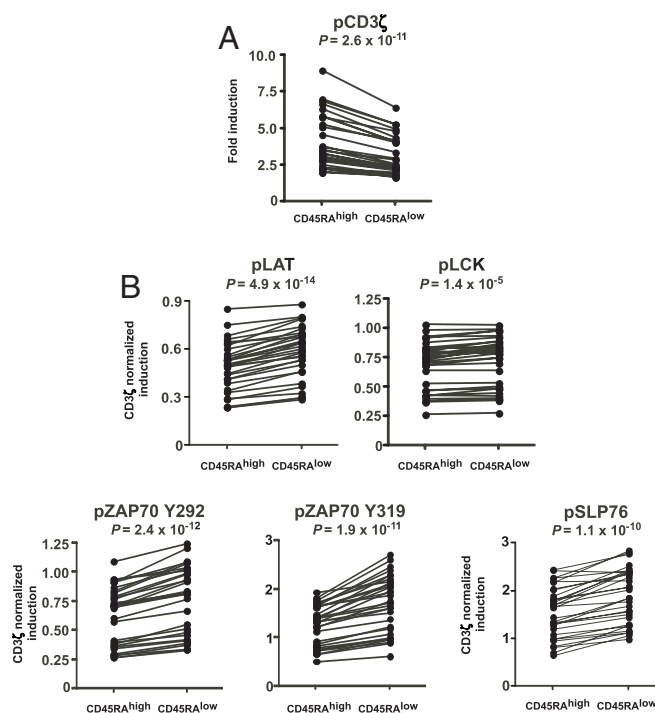 A
pCD3ζ
P = 2.6 x 10⁻¹¹
Fold induction
10.0
7.5
5.0
2.5
0
CD45RAhigh CD45RAlow
B
pLAT
P = 4.9 x 10⁻¹⁴
CD3ζ normalized
induction
0.9
0.6
0.3
0
CD45RAhigh CD45RAlow
pLCK
P = 1.4 x 10⁻⁵
1.25
1.00
0.75
0.50
0.25
0
CD45RAhigh CD45RAlow
pZAP70 Y292
P = 2.4 x 10⁻¹²
CD3ζ normalized
induction
1.25
1.00
0.75
0.50
0.25
0
CD45RAhigh CD45RAlow
pZAP70 Y319
P = 1.9 x 10⁻¹¹
3
2
1
0
CD45RAhigh CD45RAlow
pSLP76
P = 1.1 x 10⁻¹⁰
CD3ζ normalized
induction
3
2
1
0
CD45RAhigh CD45RAlow